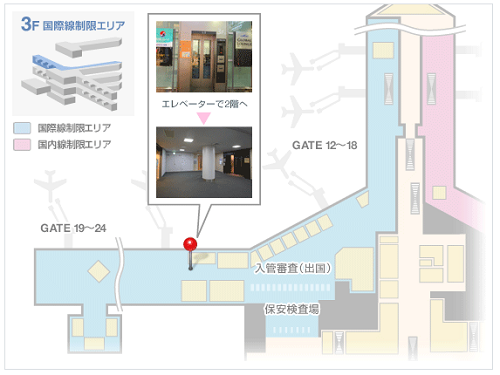 3F 国際線制限エリア
国際線制限エリア
国内線制限エリア
エレベーターで2階へ
GATE 12～18
GATE 19～24
入管審査(出国)
保安検査場